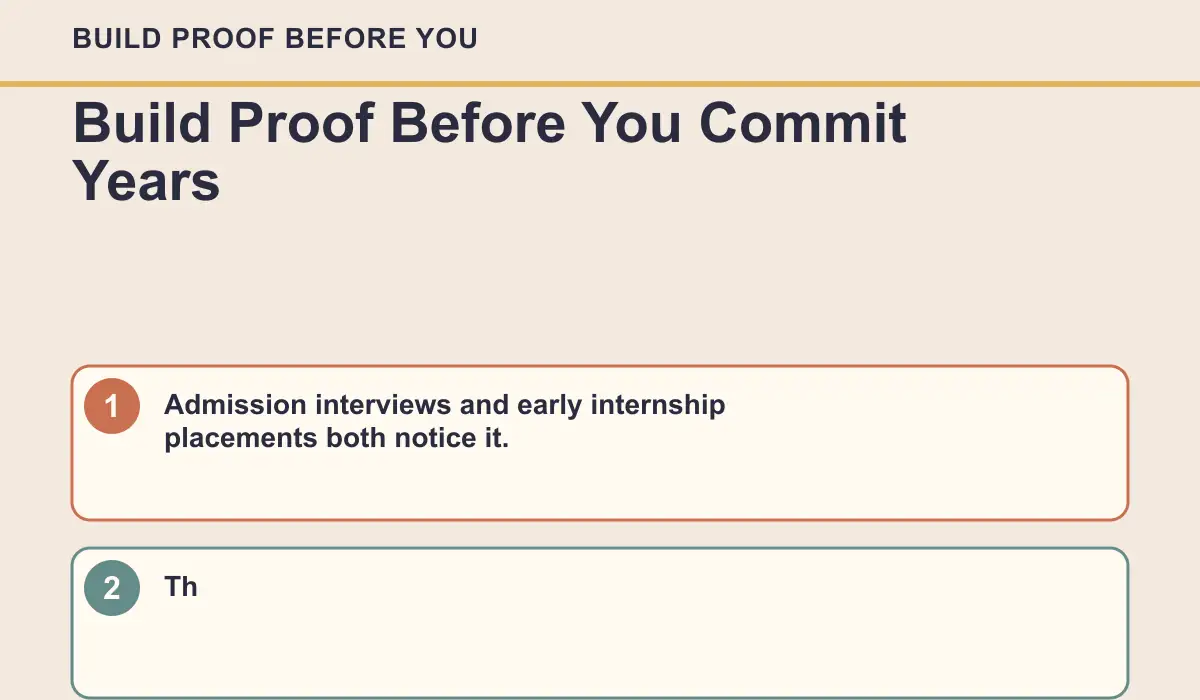 BUILD PROOF BEFORE YOU
Build Proof Before You Commit
Years
1
Admission interviews and early internship
placements both notice it.
2
Th